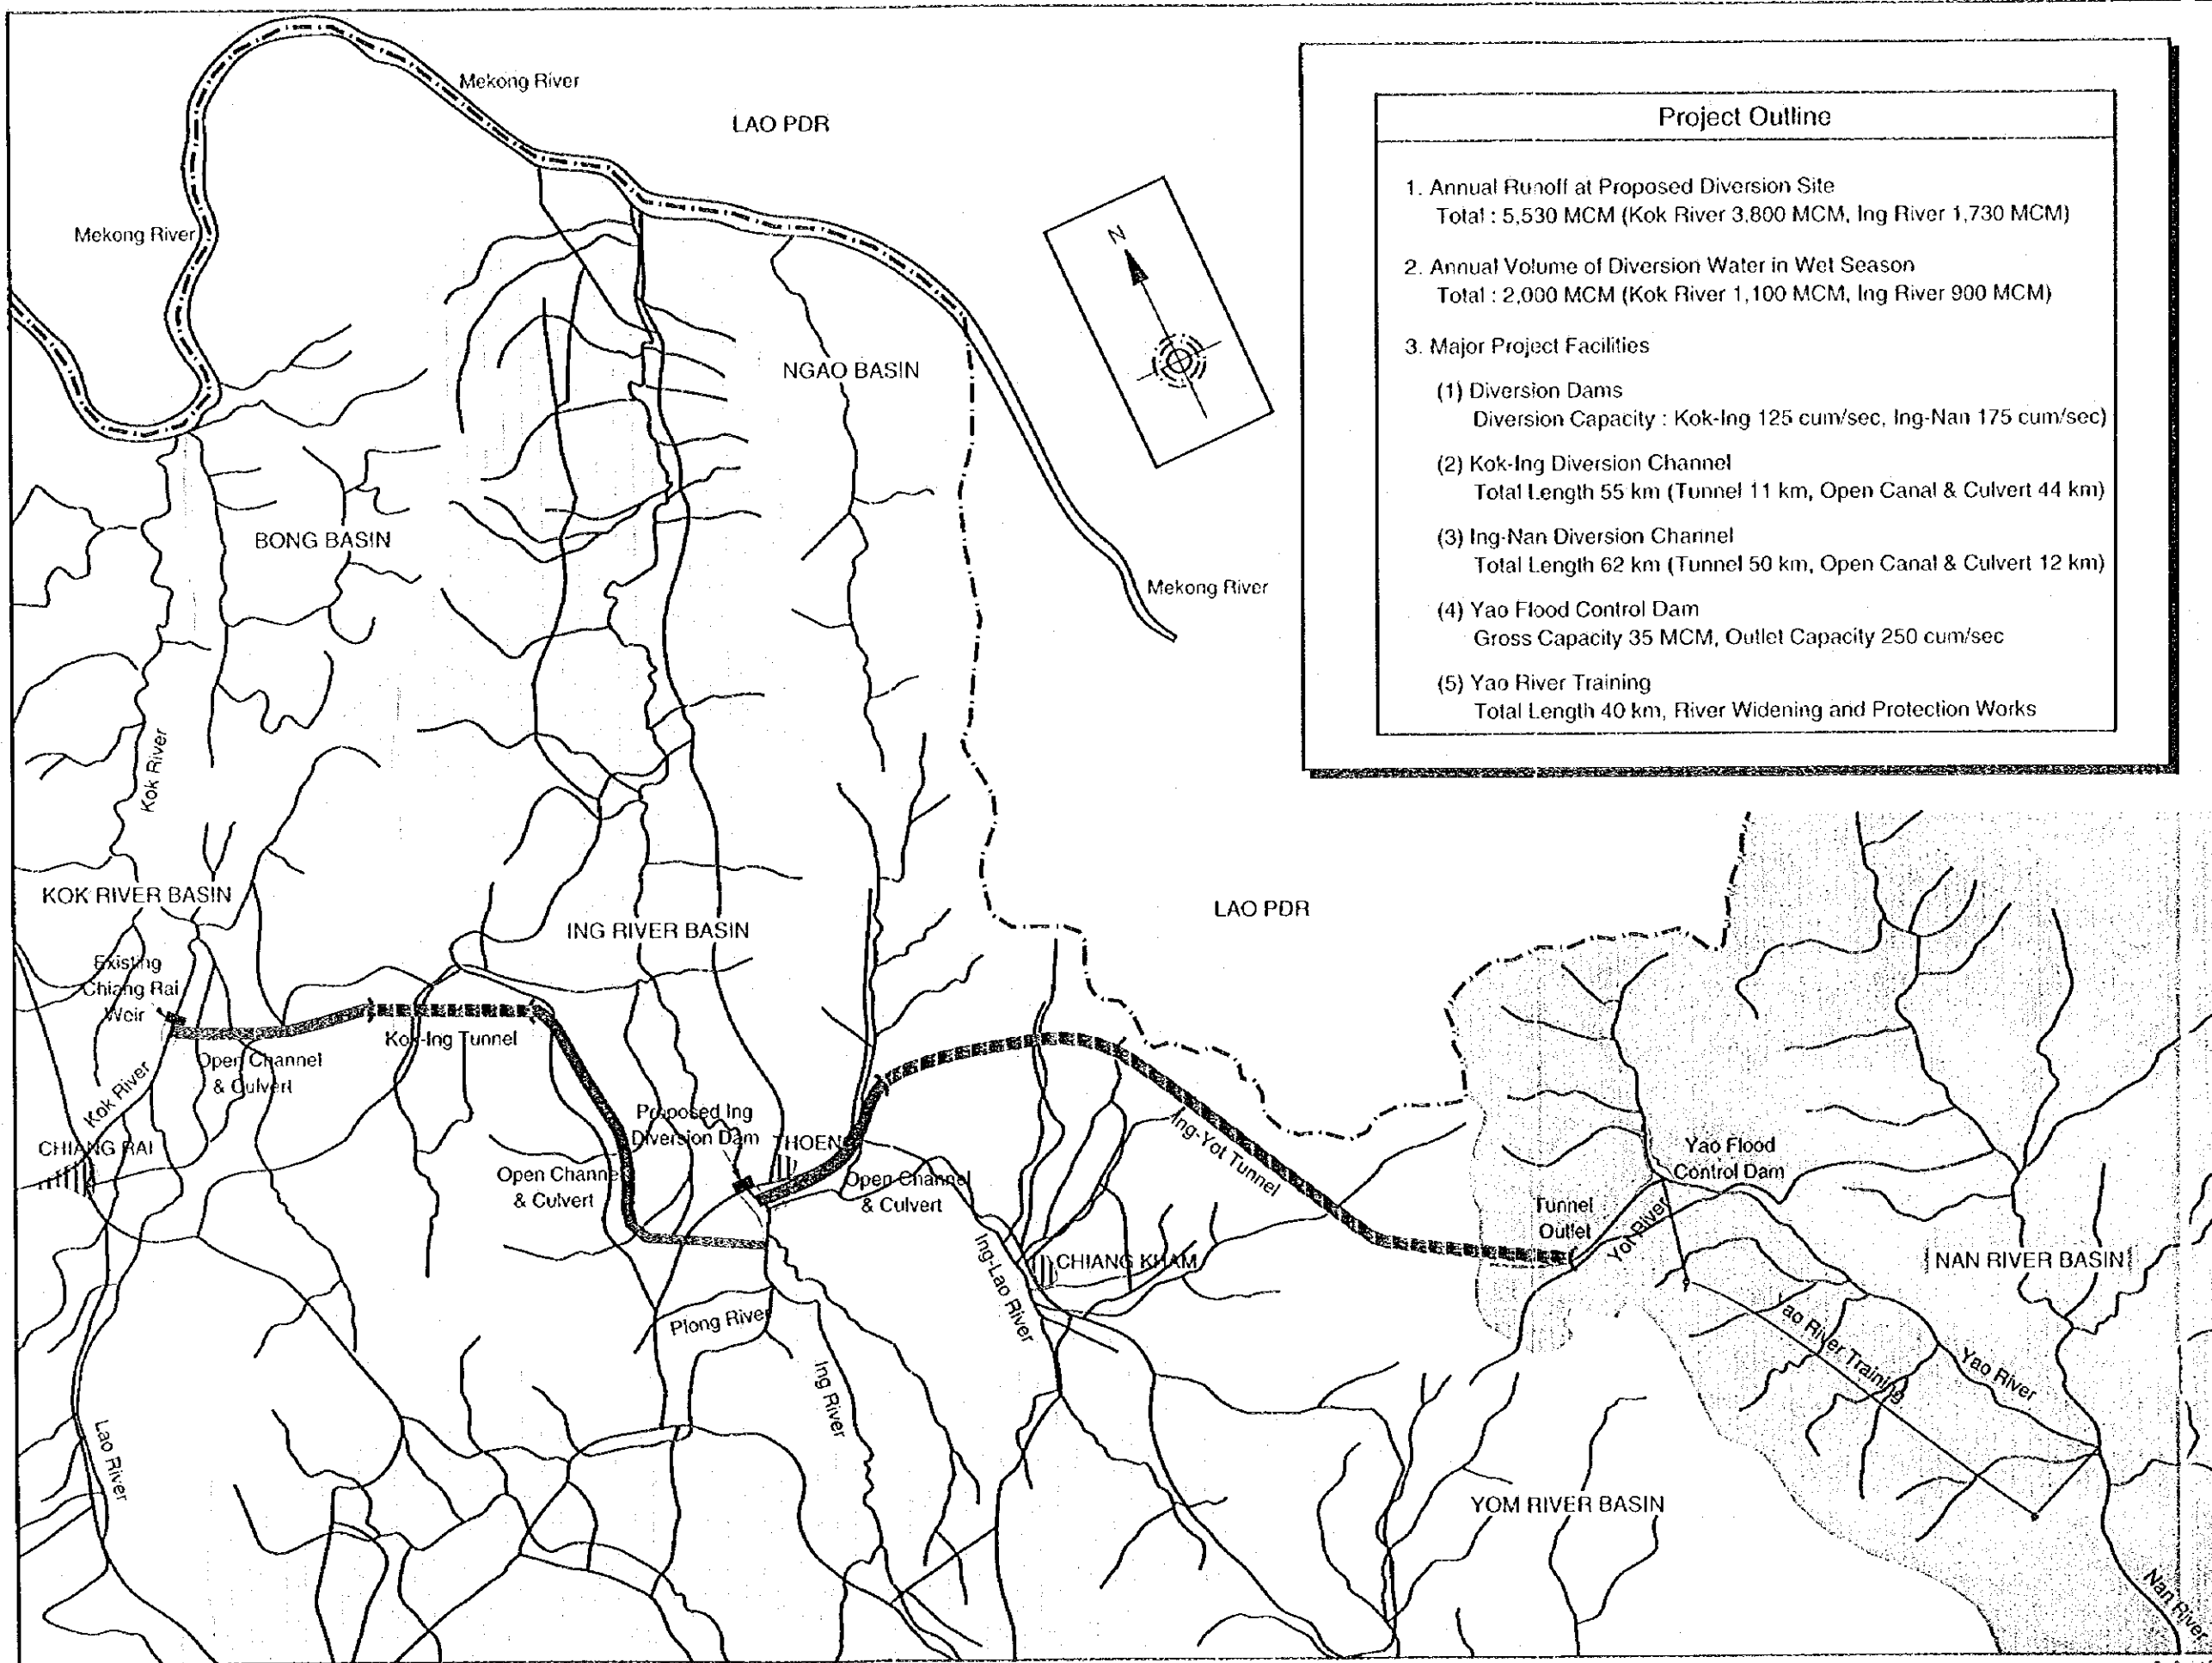 Mekong River
LAO PDR
Mekong River
N
NGAO BASIN
BONG BASIN
Mekong River
Kok River
Project Outline
1. Annual Runoff at Proposed Diversion Site
Total : 5,530 MCM (Kok River 3,800 MCM, Ing River 1,730 MCM)
2. Annual Volume of Diversion Water in Wet Season
Total : 2,000 MCM (Kok River 1,100 MCM, Ing River 900 MCM)
3. Major Project Facilities
(1) Diversion Dams
Diversion Capacity : Kok-Ing 125 cum/sec, Ing-Nan 175 cum/sec)
(2) Kok-Ing Diversion Channel
Total Length 55 km (Tunnel 11 km, Open Canal & Culvert 44 km)
(3) Ing-Nan Diversion Channel
Total Length 62 km (Tunnel 50 km, Open Canal & Culvert 12 km)
(4) Yao Flood Control Dam
Gross Capacity 35 MCM, Outlet Capacity 250 cum/sec
(5) Yao River Training
Total Length 40 km, River Widening and Protection Works
KOK RIVER BASIN
ING RIVER BASIN
LAO PDR
Existing
Chiang Rai
Weir
Kok-Ing Tunnel
Open Channel
& Culvert
Kok River
CHIANG RAI
Proposed Ing
Diversion Dam
THOENG
Open Channel
& Culvert
Open Channel
& Culvert
Ing-Yot Tunnel
Yao Flood
Control Dam
Tunnel
Outlet
Yot River
NAN RIVER BASIN
CHIANG KHAM
Ing-Lao River
Plong River
Ing River
Yao River Training
Yao River
Lao River
YOM RIVER BASIN
Nan River